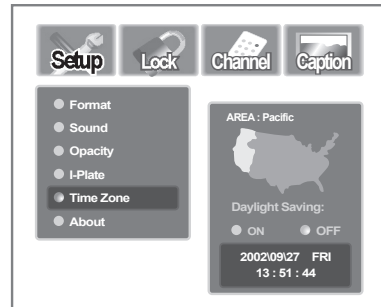 Setup Lock Channel Caption
Format
Sound
Opacity
I-Plate
Time Zone
About
AREA : Pacific
Daylight Saving:
ON OFF
2002\09\27 FRI
13 : 51 : 44